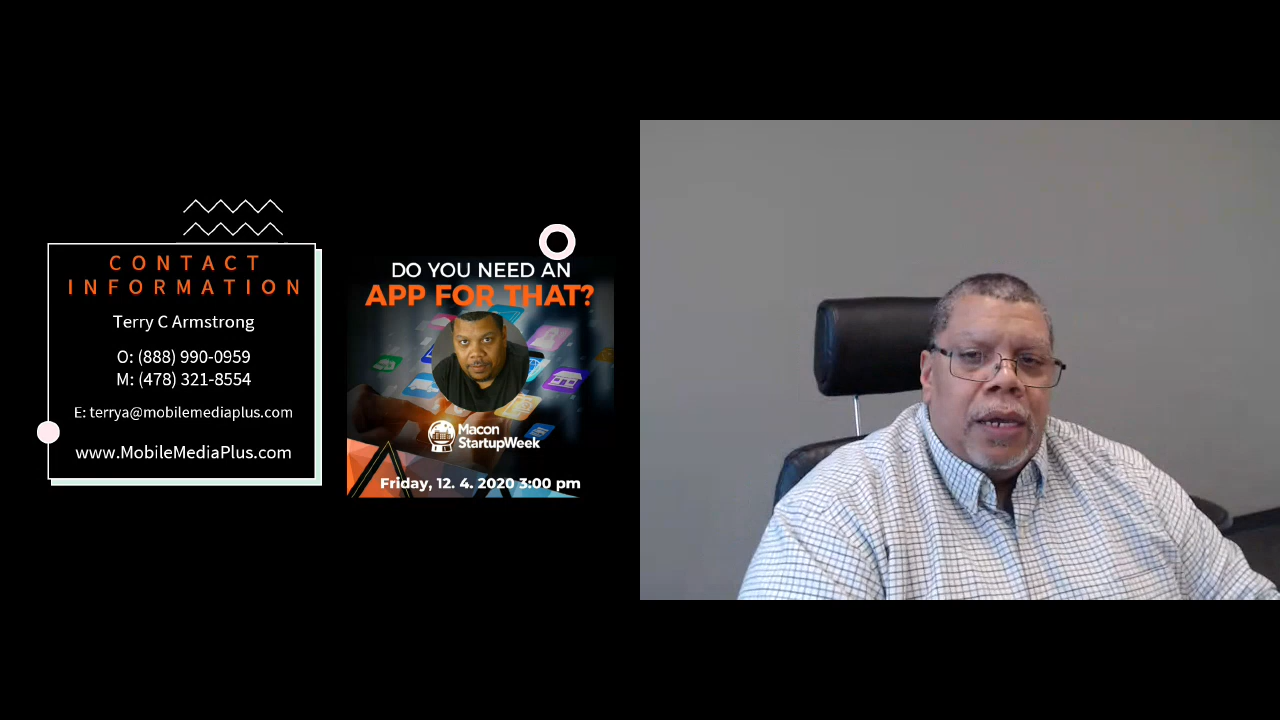 CONTACT
INFORMATION
Terry C Armstrong
O: (888) 990-0959
M: (478) 321-8554
E: terrya@mobilemediaplus.com
www.MobileMediaPlus.com
DO YOU NEED AN
APP FOR THAT?
Macon
StartupWeek
Friday, 12. 4. 2020 3:00 pm